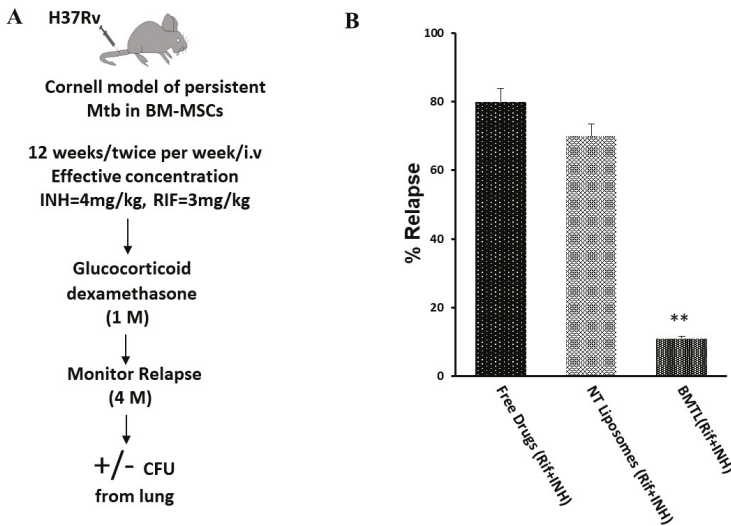 A
H37Rv
Cornell model of persistent
Mtb in BM-MSCs
12 weeks/twice per week/i.v
Effective concentration
INH=4mg/kg, RIF=3mg/kg
Glucocorticoid
dexamethasone
(1 M)
Monitor Relapse
(4 M)
+/- CFU
from lung
B
% Relapse
100
80
60
40
20
0
**
Free Drugs (Rif+INH)
NT Liposomes (Rif+INH)
BMTL(Rif+INH)